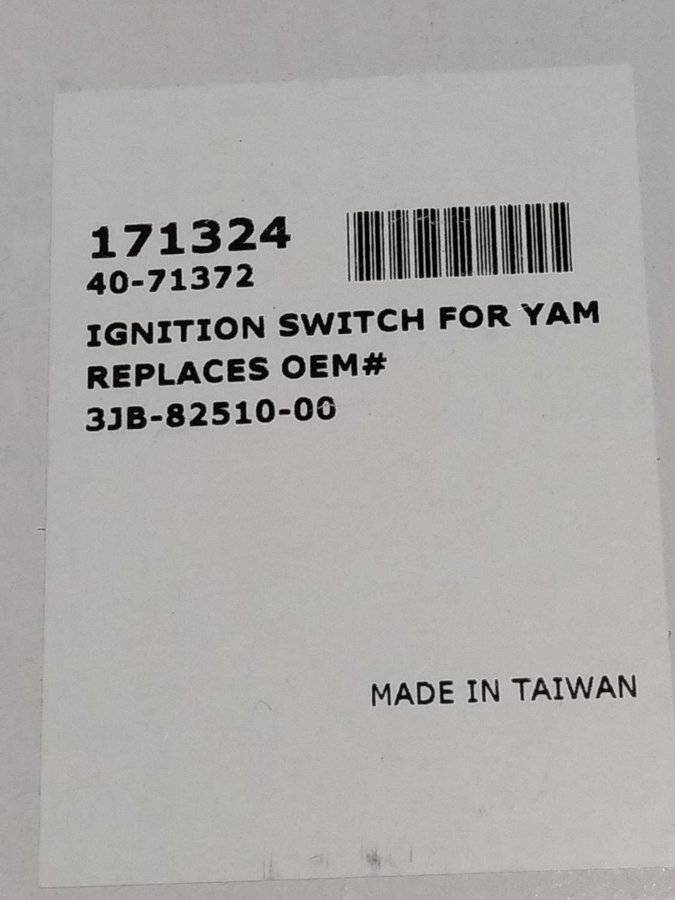 171324
40-71372
IGNITION SWITCH FOR YAM
REPLACES OEM#
3JB-82510-00
MADE IN TAIWAN